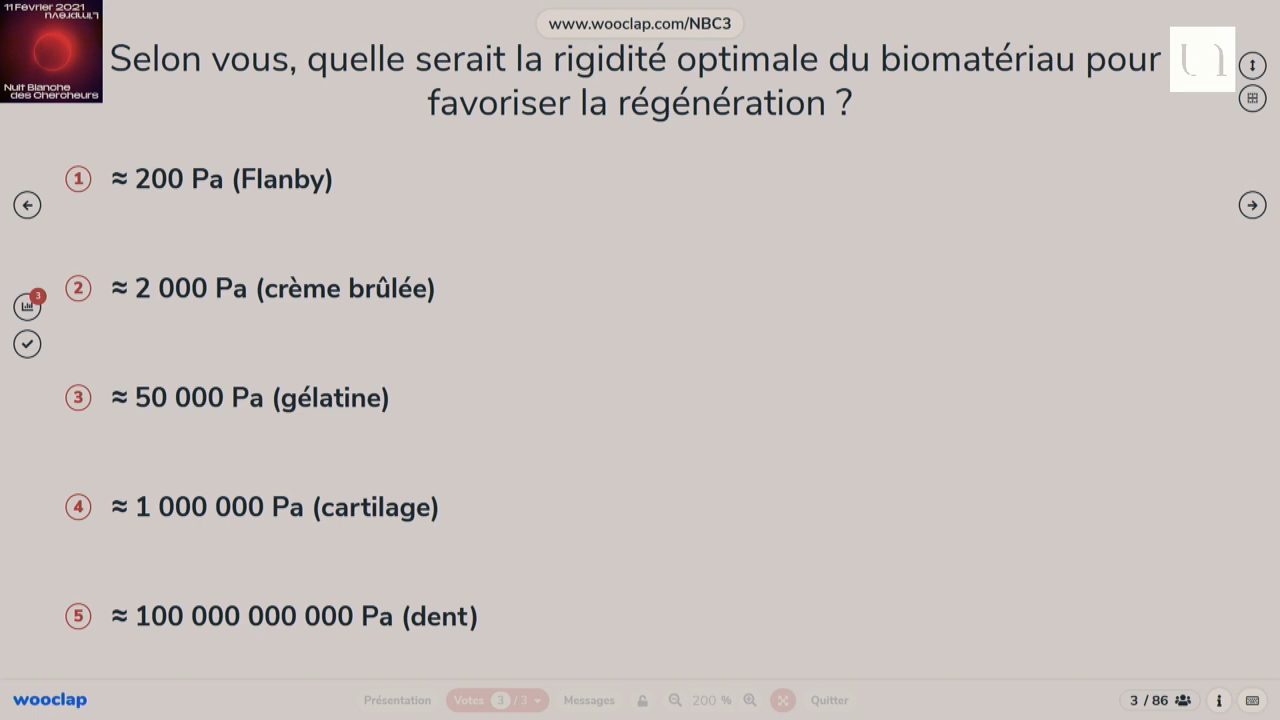 11 Février 2021
L'imprévu
Nuit Blanche
des Chercheurs
www.wooclap.com/NBC3
Selon vous, quelle serait la rigidité optimale du biomatériau pour
favoriser la régénération ?
1 ≈ 200 Pa (Flanby)
2 ≈ 2 000 Pa (crème brûlée)
3
3 ≈ 50 000 Pa (gélatine)
4 ≈ 1 000 000 Pa (cartilage)
5 ≈ 100 000 000 000 Pa (dent)
wooclap Présentation Votes 3 / 3 Messages 200 % Quitter 3 / 86